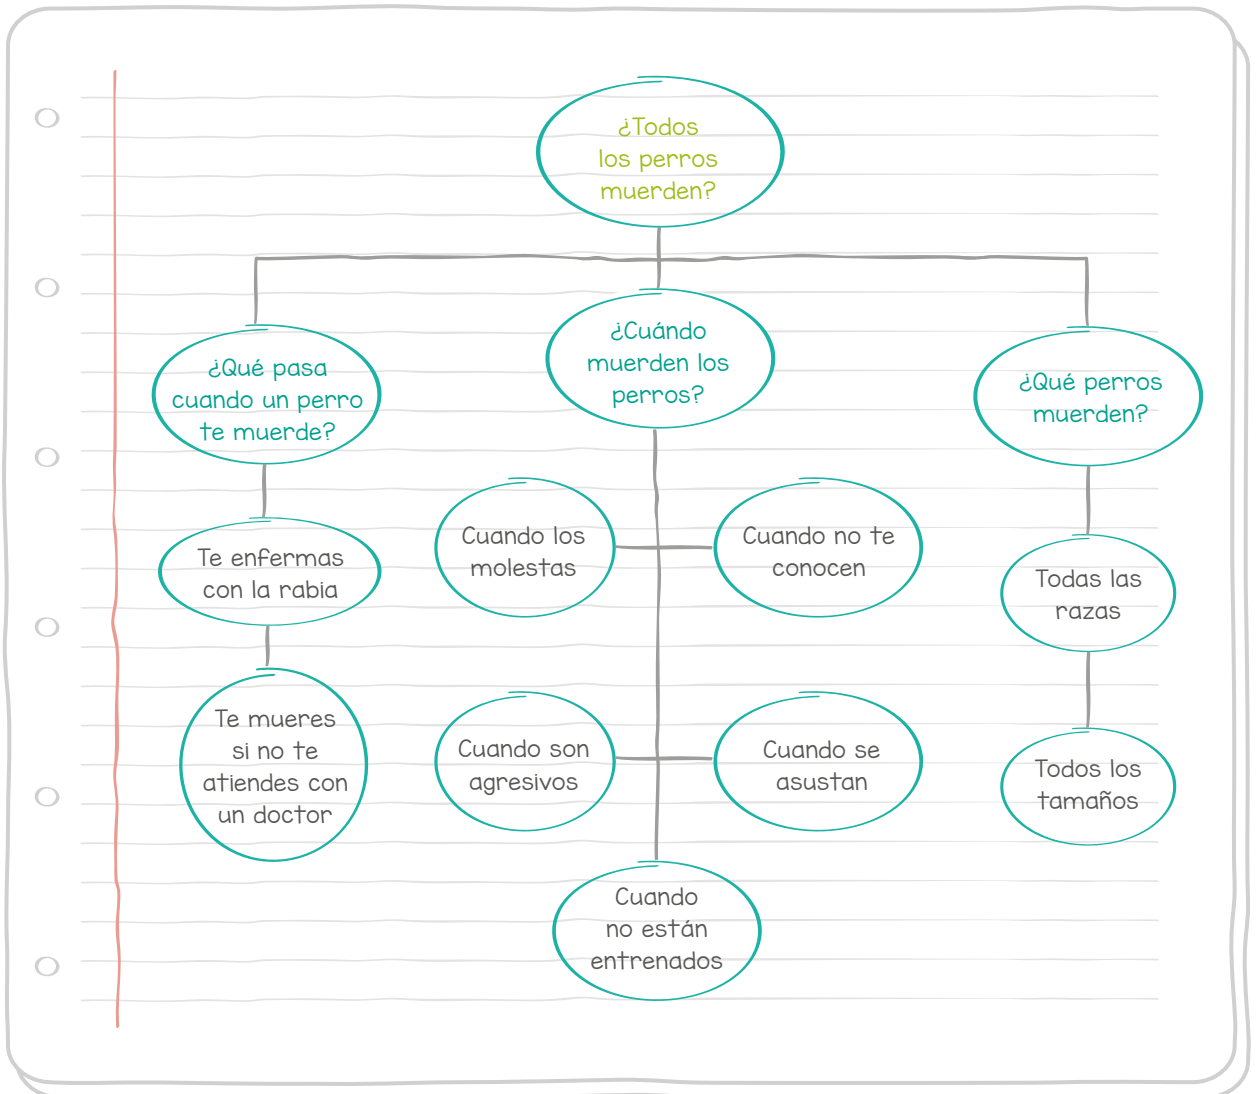 ¿Todos
los perros
muerden?
¿Qué pasa
cuando un perro
te muerde?
Te enfermas
con la rabia
Te mueres
si no te
atiendes con
un doctor
¿Cuándo
muerden los
perros?
Cuando los
molestas
Cuando no te
conocen
Cuando son
agresivos
Cuando se
asustan
Cuando
no están
entrenados
¿Qué perros
muerden?
Todas las
razas
Todos los
tamaños